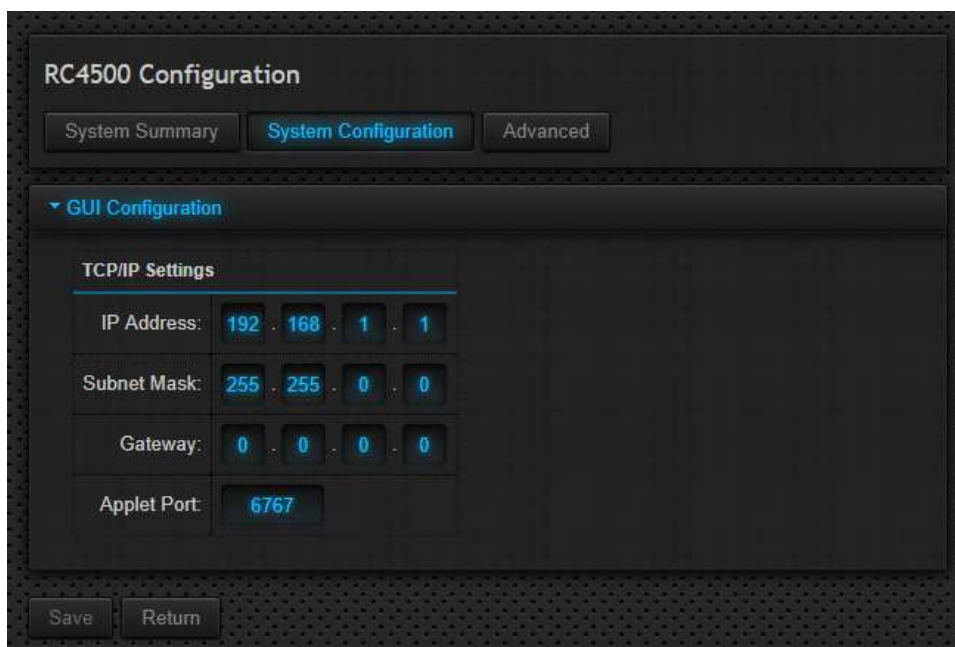 RC4500 Configuration
System Summary System Configuration Advanced
GUI Configuration
TCP/IP Settings
IP Address: 192 . 168 . 1 . 1
Subnet Mask: 255 . 255 . 0 . 0
Gateway: 0 . 0 . 0 . 0
Applet Port: 6767
Save Return